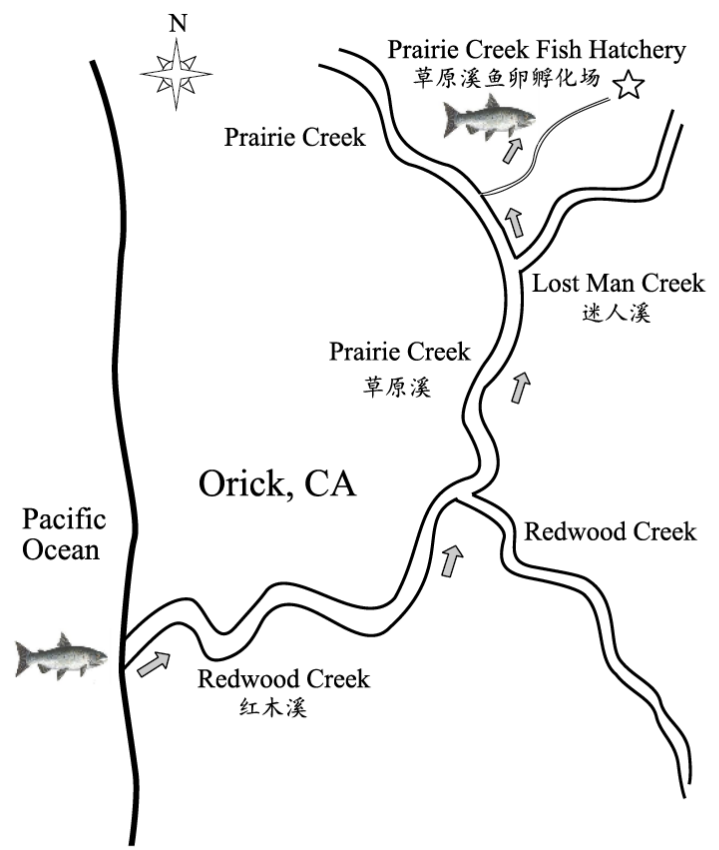 N
Prairie Creek Fish Hatchery
草原溪鱼卵孵化场
Prairie Creek
Lost Man Creek
迷人溪
Prairie Creek
草原溪
Orick, CA
Pacific
Ocean
Redwood Creek
Redwood Creek
红木溪